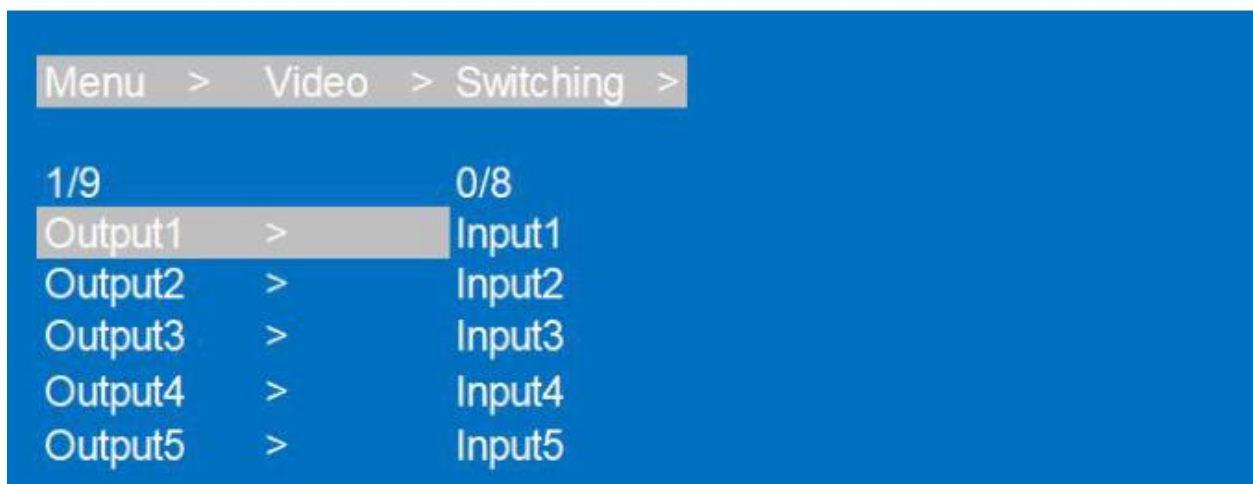 Menu > Video > Switching >
1/9 0/8
Output1 > Input1
Output2 > Input2
Output3 > Input3
Output4 > Input4
Output5 > Input5